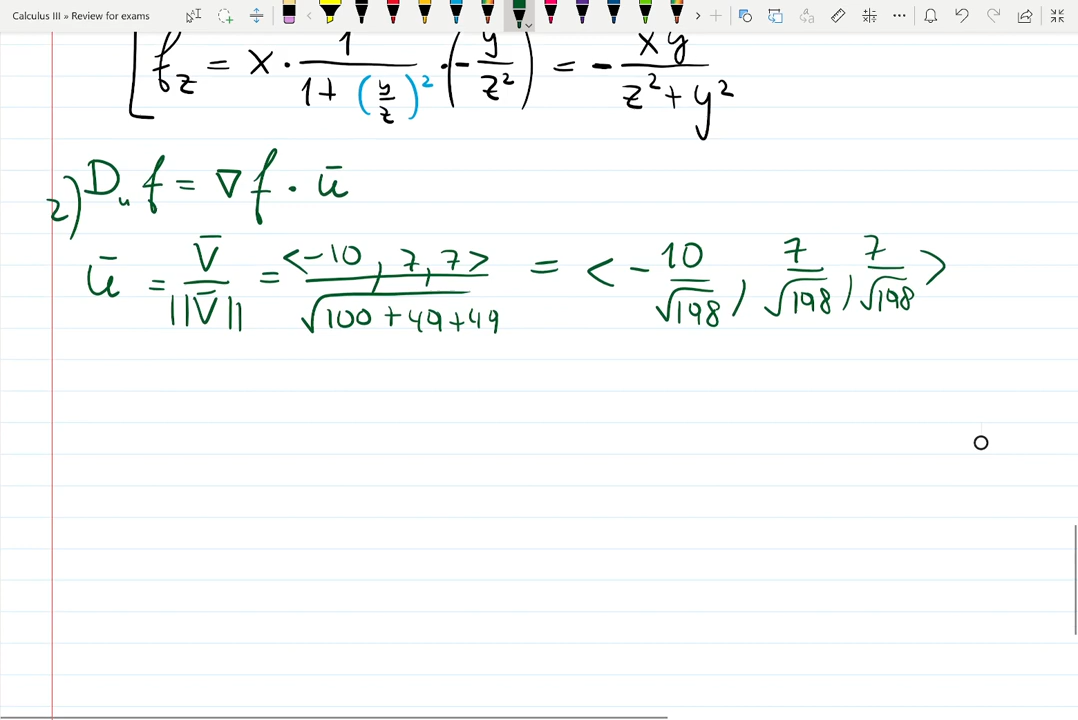 Calculus III » Review for exams
f_z = x · 1/(1 + (y/z)²) · (− y/z²) = − xy/(z² + y²)
2) D_u f = ∇f · ū
ū = V̄/||V̄|| = <−10, 7, 7>/√(100 + 49 + 49) = < − 10/√198, 7/√198, 7/√198 >